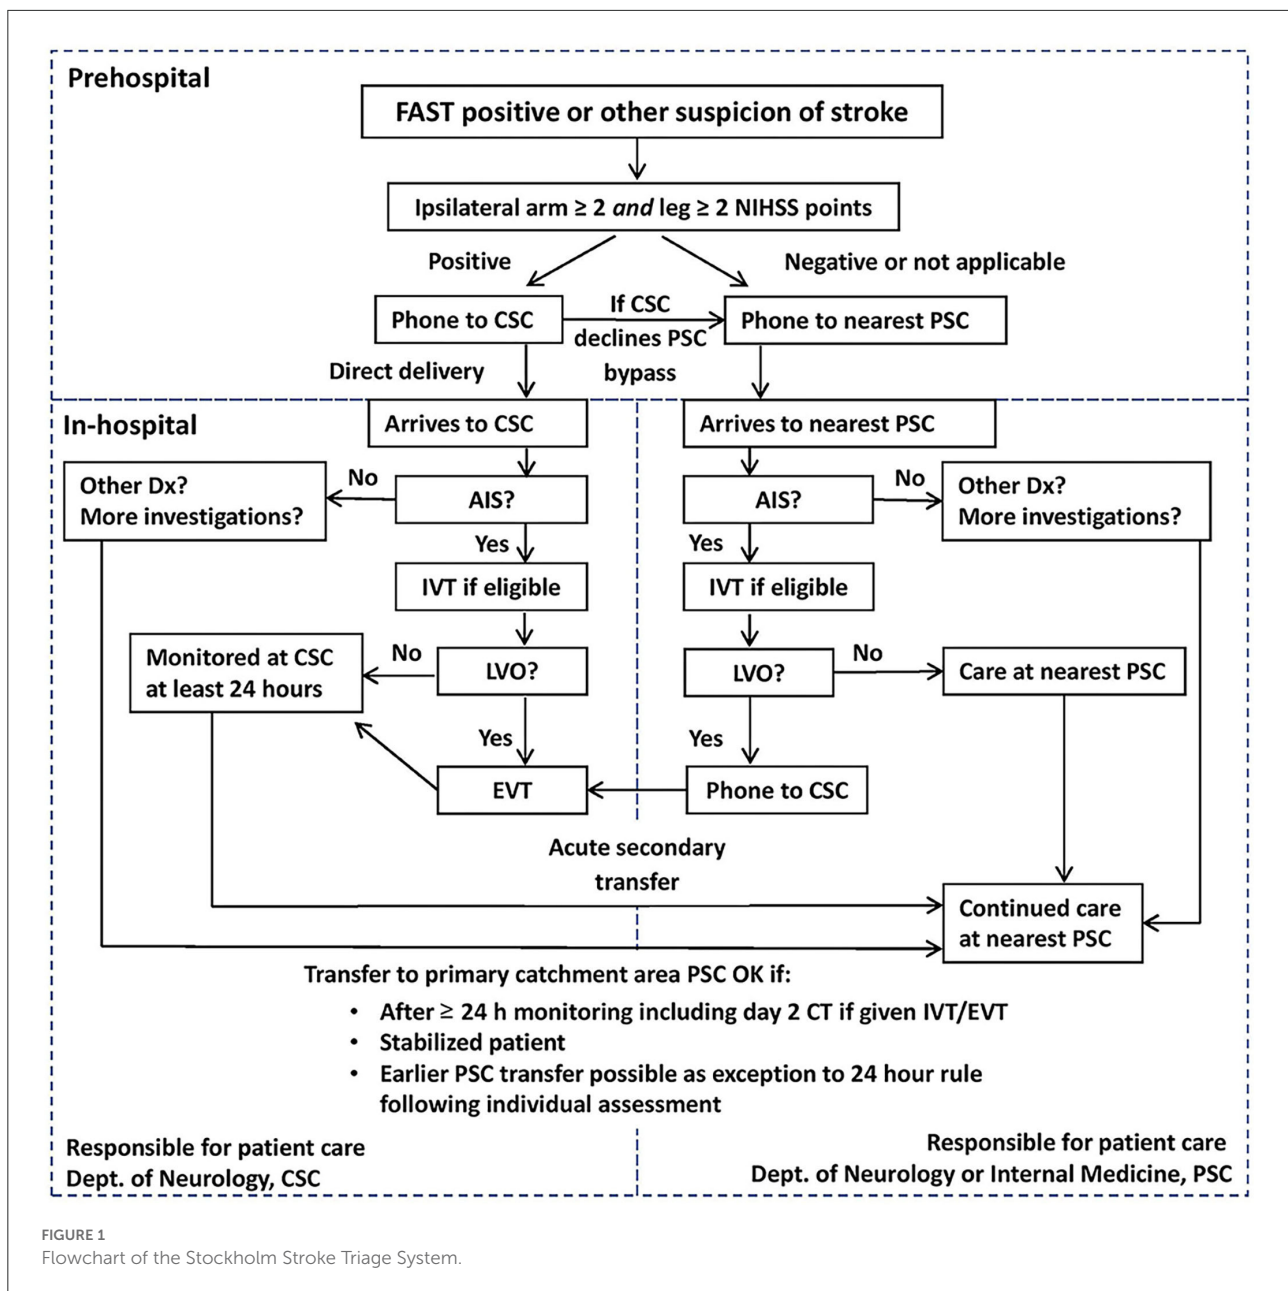 Prehospital
FAST positive or other suspicion of stroke
Ipsilateral arm ≥ 2 and leg ≥ 2 NIHSS points
Positive
Negative or not applicable
Phone to CSC
If CSC
declines PSC
bypass
Phone to nearest PSC
Direct delivery
In-hospital
Arrives to CSC
Arrives to nearest PSC
Other Dx?
More investigations?
No
AIS?
AIS?
No
Other Dx?
More investigations?
Yes
Yes
IVT if eligible
IVT if eligible
Monitored at CSC
at least 24 hours
No
LVO?
LVO?
No
Care at nearest PSC
Yes
Yes
EVT
Phone to CSC
Acute secondary
transfer
Continued care
at nearest PSC
Transfer to primary catchment area PSC OK if:
• After ≥ 24 h monitoring including day 2 CT if given IVT/EVT
• Stabilized patient
• Earlier PSC transfer possible as exception to 24 hour rule
following individual assessment
Responsible for patient care
Dept. of Neurology, CSC
Responsible for patient care
Dept. of Neurology or Internal Medicine, PSC
FIGURE 1
Flowchart of the Stockholm Stroke Triage System.